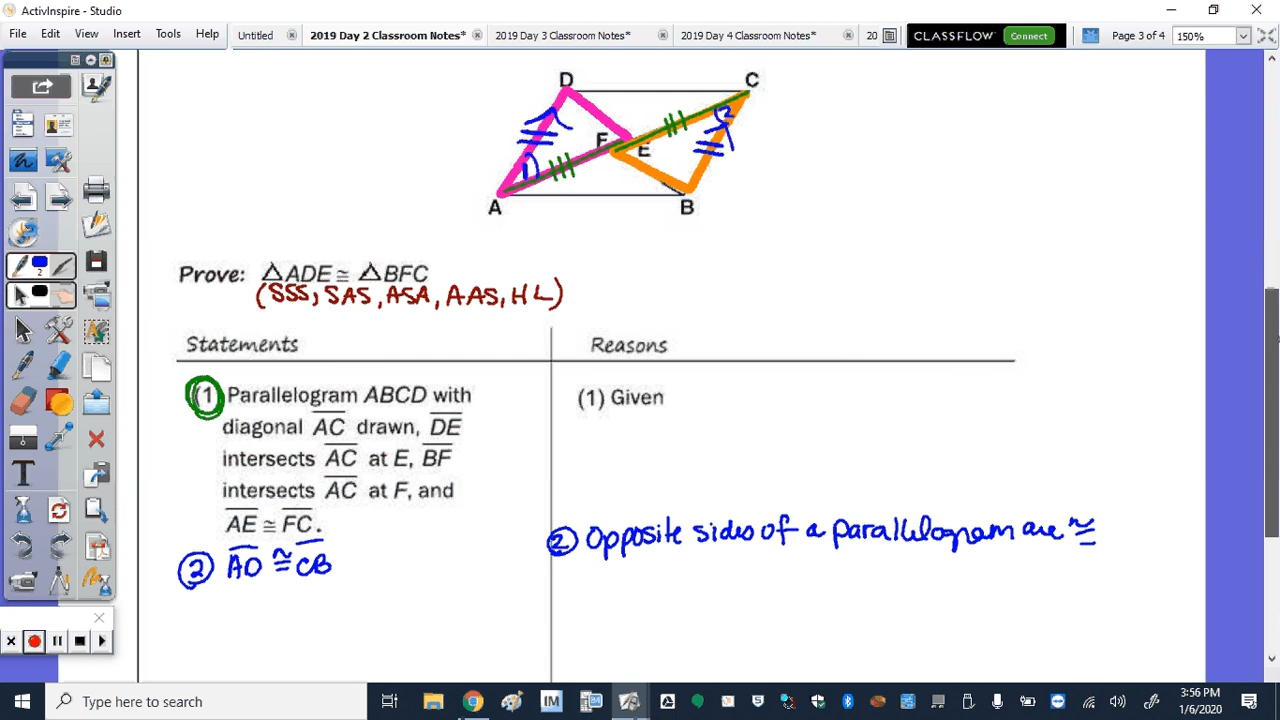 ActivInspire - Studio
File Edit View Insert Tools Help
Untitled 2019 Day 2 Classroom Notes* 2019 Day 3 Classroom Notes* 2019 Day 4 Classroom Notes* 20 CLASSFLOW Connect Page 3 of 4 150%
D C
F E
1 2
A B
Prove: △ADE ≅ △BFC
(SSS, SAS, ASA, AAS, HL)
Statements Reasons
(1) Parallelogram ABCD with (1) Given
diagonal AC drawn, DE
intersects AC at E, BF
intersects AC at F, and
AE ≅ FC.
② Opposite sides of a parallelogram are ≅
② AD ≅ CB
Type here to search
3:56 PM
1/6/2020